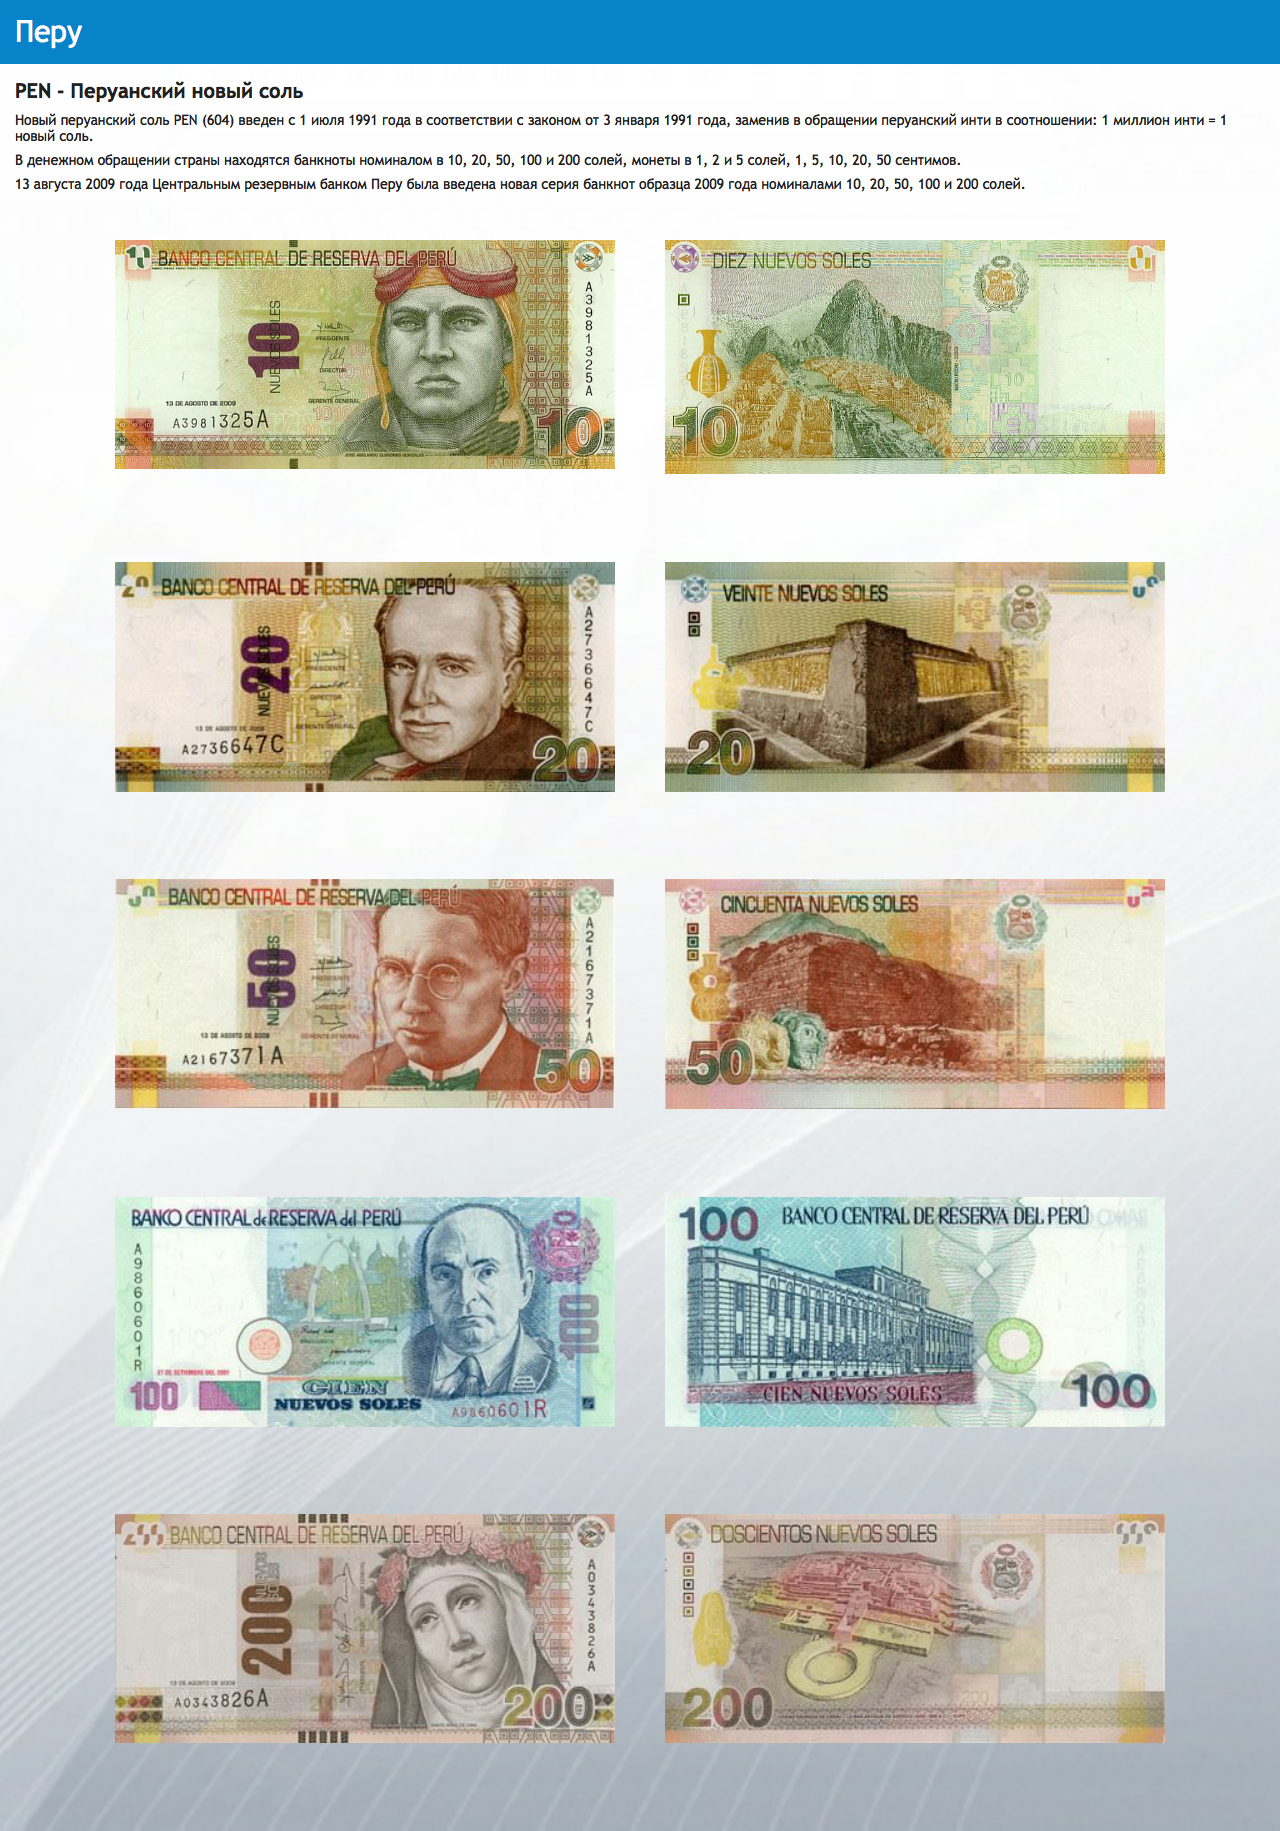 Перу
PEN - Перуанский новый соль
Новый перуанский соль PEN (604) введен с 1 июля 1991 года в соответствии с законом от 3 января 1991 года, заменив в обращении перуанский инти в соотношении: 1 миллион инти = 1
новый соль.
В денежном обращении страны находятся банкноты номиналом в 10, 20, 50, 100 и 200 солей, монеты в 1, 2 и 5 солей, 1, 5, 10, 20, 50 сентимов.
13 августа 2009 года Центральным резервным банком Перу была введена новая серия банкнот образца 2009 года номиналами 10, 20, 50, 100 и 200 солей.
BANCO CENTRAL DE RESERVA DEL PERÚ
A3981325A
10
NUEVOS SOLES
PRESIDENTE
DIRECTOR
GERENTE GENERAL
13 DE AGOSTO DE 2009
A3981325A
10
DIEZ NUEVOS SOLES
10
BANCO CENTRAL DE RESERVA DEL PERÚ
A2736647C
20
NUEVOS SOLES
PRESIDENTE
DIRECTOR
GERENTE GENERAL
13 DE AGOSTO DE 2009
A2736647C
20
VEINTE NUEVOS SOLES
20
BANCO CENTRAL DE RESERVA DEL PERÚ
A2167371A
50
NUEVOS SOLES
PRESIDENTE
DIRECTOR
GERENTE GENERAL
13 DE AGOSTO DE 2009
A2167371A
50
CINCUENTA NUEVOS SOLES
50
BANCO CENTRAL de RESERVA del PERÚ
A9860601R
100
PRESIDENTE
DIRECTOR
GERENTE GENERAL
27 DE SETIEMBRE DEL 2001
100
CIEN
NUEVOS SOLES
A9860601R
100
BANCO CENTRAL DE RESERVA DEL PERÚ
CIEN NUEVOS SOLES
100
200
BANCO CENTRAL DE RESERVA DEL PERÚ
A0343826A
200
13 DE AGOSTO DE 2009
A0343826A
200
DOSCIENTOS NUEVOS SOLES
200